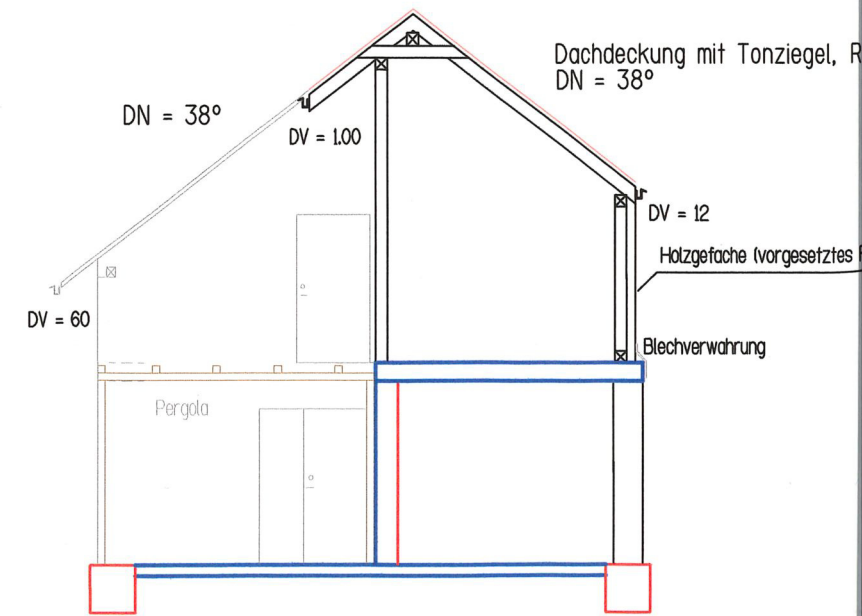 Dachdeckung mit Tonziegel,
DN = 38°
DN = 38°
DV = 1.00
DV = 12
Holzgefache (vorgesetztes
DV = 60
Blechverwahrung
Pergola